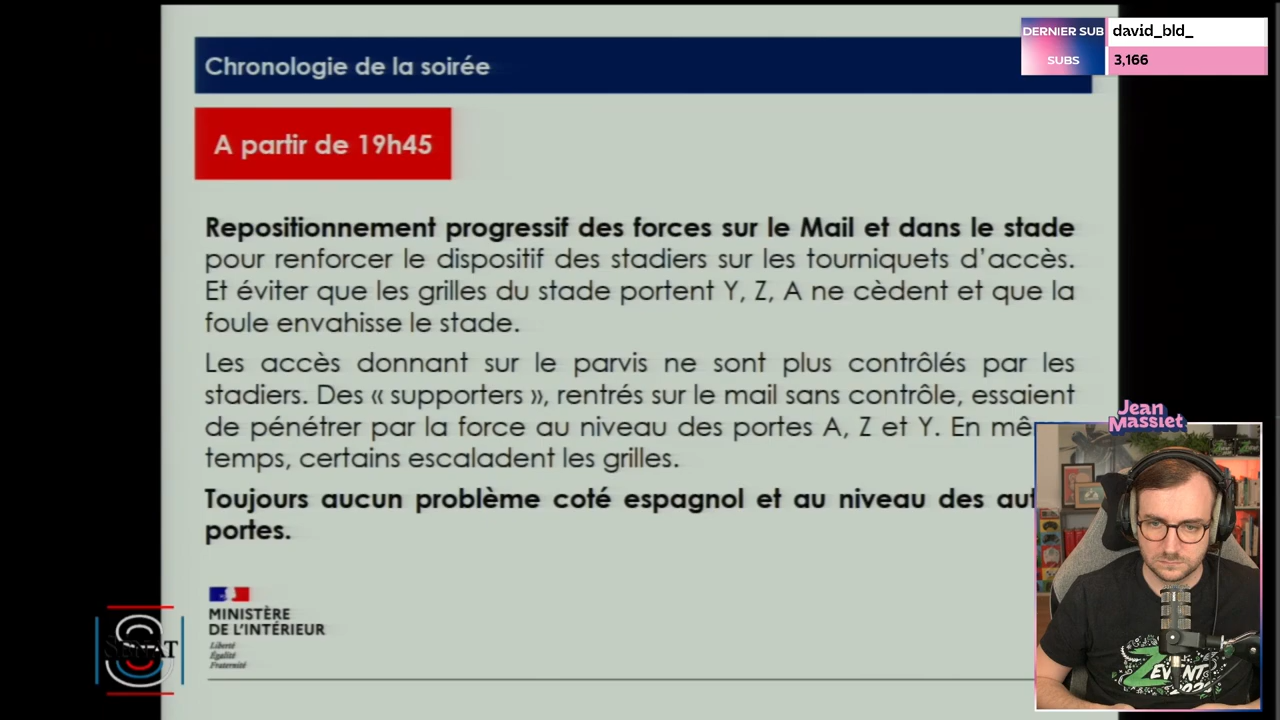 DERNIER SUB
david_bld_
SUBS
3,166
Chronologie de la soirée
A partir de 19h45
Repositionnement progressif des forces sur le Mail et dans le stade
pour renforcer le dispositif des stadiers sur les tourniquets d’accès.
Et éviter que les grilles du stade portent Y, Z, A ne cèdent et que la
foule envahisse le stade.
Les accès donnant sur le parvis ne sont plus contrôlés par les
stadiers. Des « supporters », rentrés sur le mail sans contrôle, essaient
de pénétrer par la force au niveau des portes A, Z et Y. En
temps, certains escaladent les grilles.
Toujours aucun problème coté espagnol et au niveau des
portes.
Jean
Massiet
MINISTÈRE
DE L’INTÉRIEUR
Liberté
Égalité
Fraternité
SÉNAT
ZEVENT